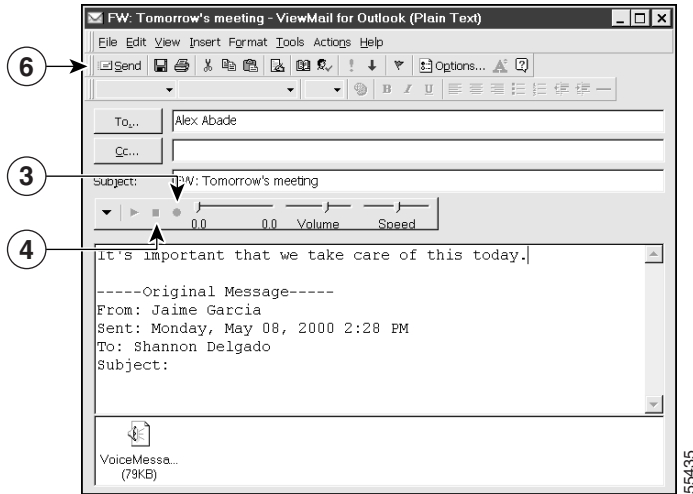 FW: Tomorrow's meeting - ViewMail for Outlook (Plain Text)
File Edit View Insert Format Tools Actions Help
6
Send
Options...
B I U
To...
Alex Abade
Cc...
3
Subject:
FW: Tomorrow's meeting
0.0 0.0 Volume Speed
4
It's important that we take care of this today.
-----Original Message-----
From: Jaime Garcia
Sent: Monday, May 08, 2000 2:28 PM
To: Shannon Delgado
Subject:
VoiceMessa...
(79KB)
55435